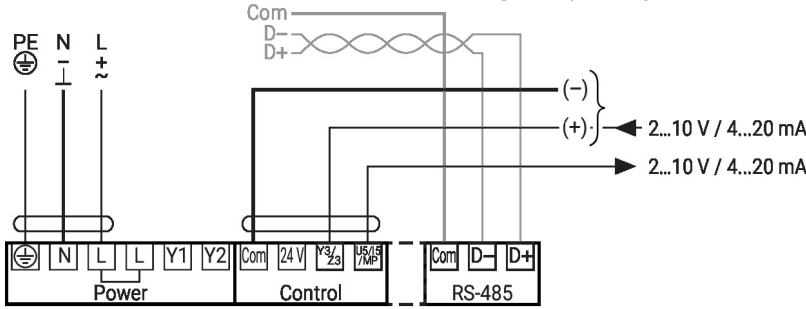 Com
D–
D+
PE N L
– +
⊥ ~
(–)
(+) 2...10 V / 4...20 mA
2...10 V / 4...20 mA
N L L Y1 Y2 Com 24 V Y3/Z3 U5/I5/MP Com D– D+
Power Control RS-485